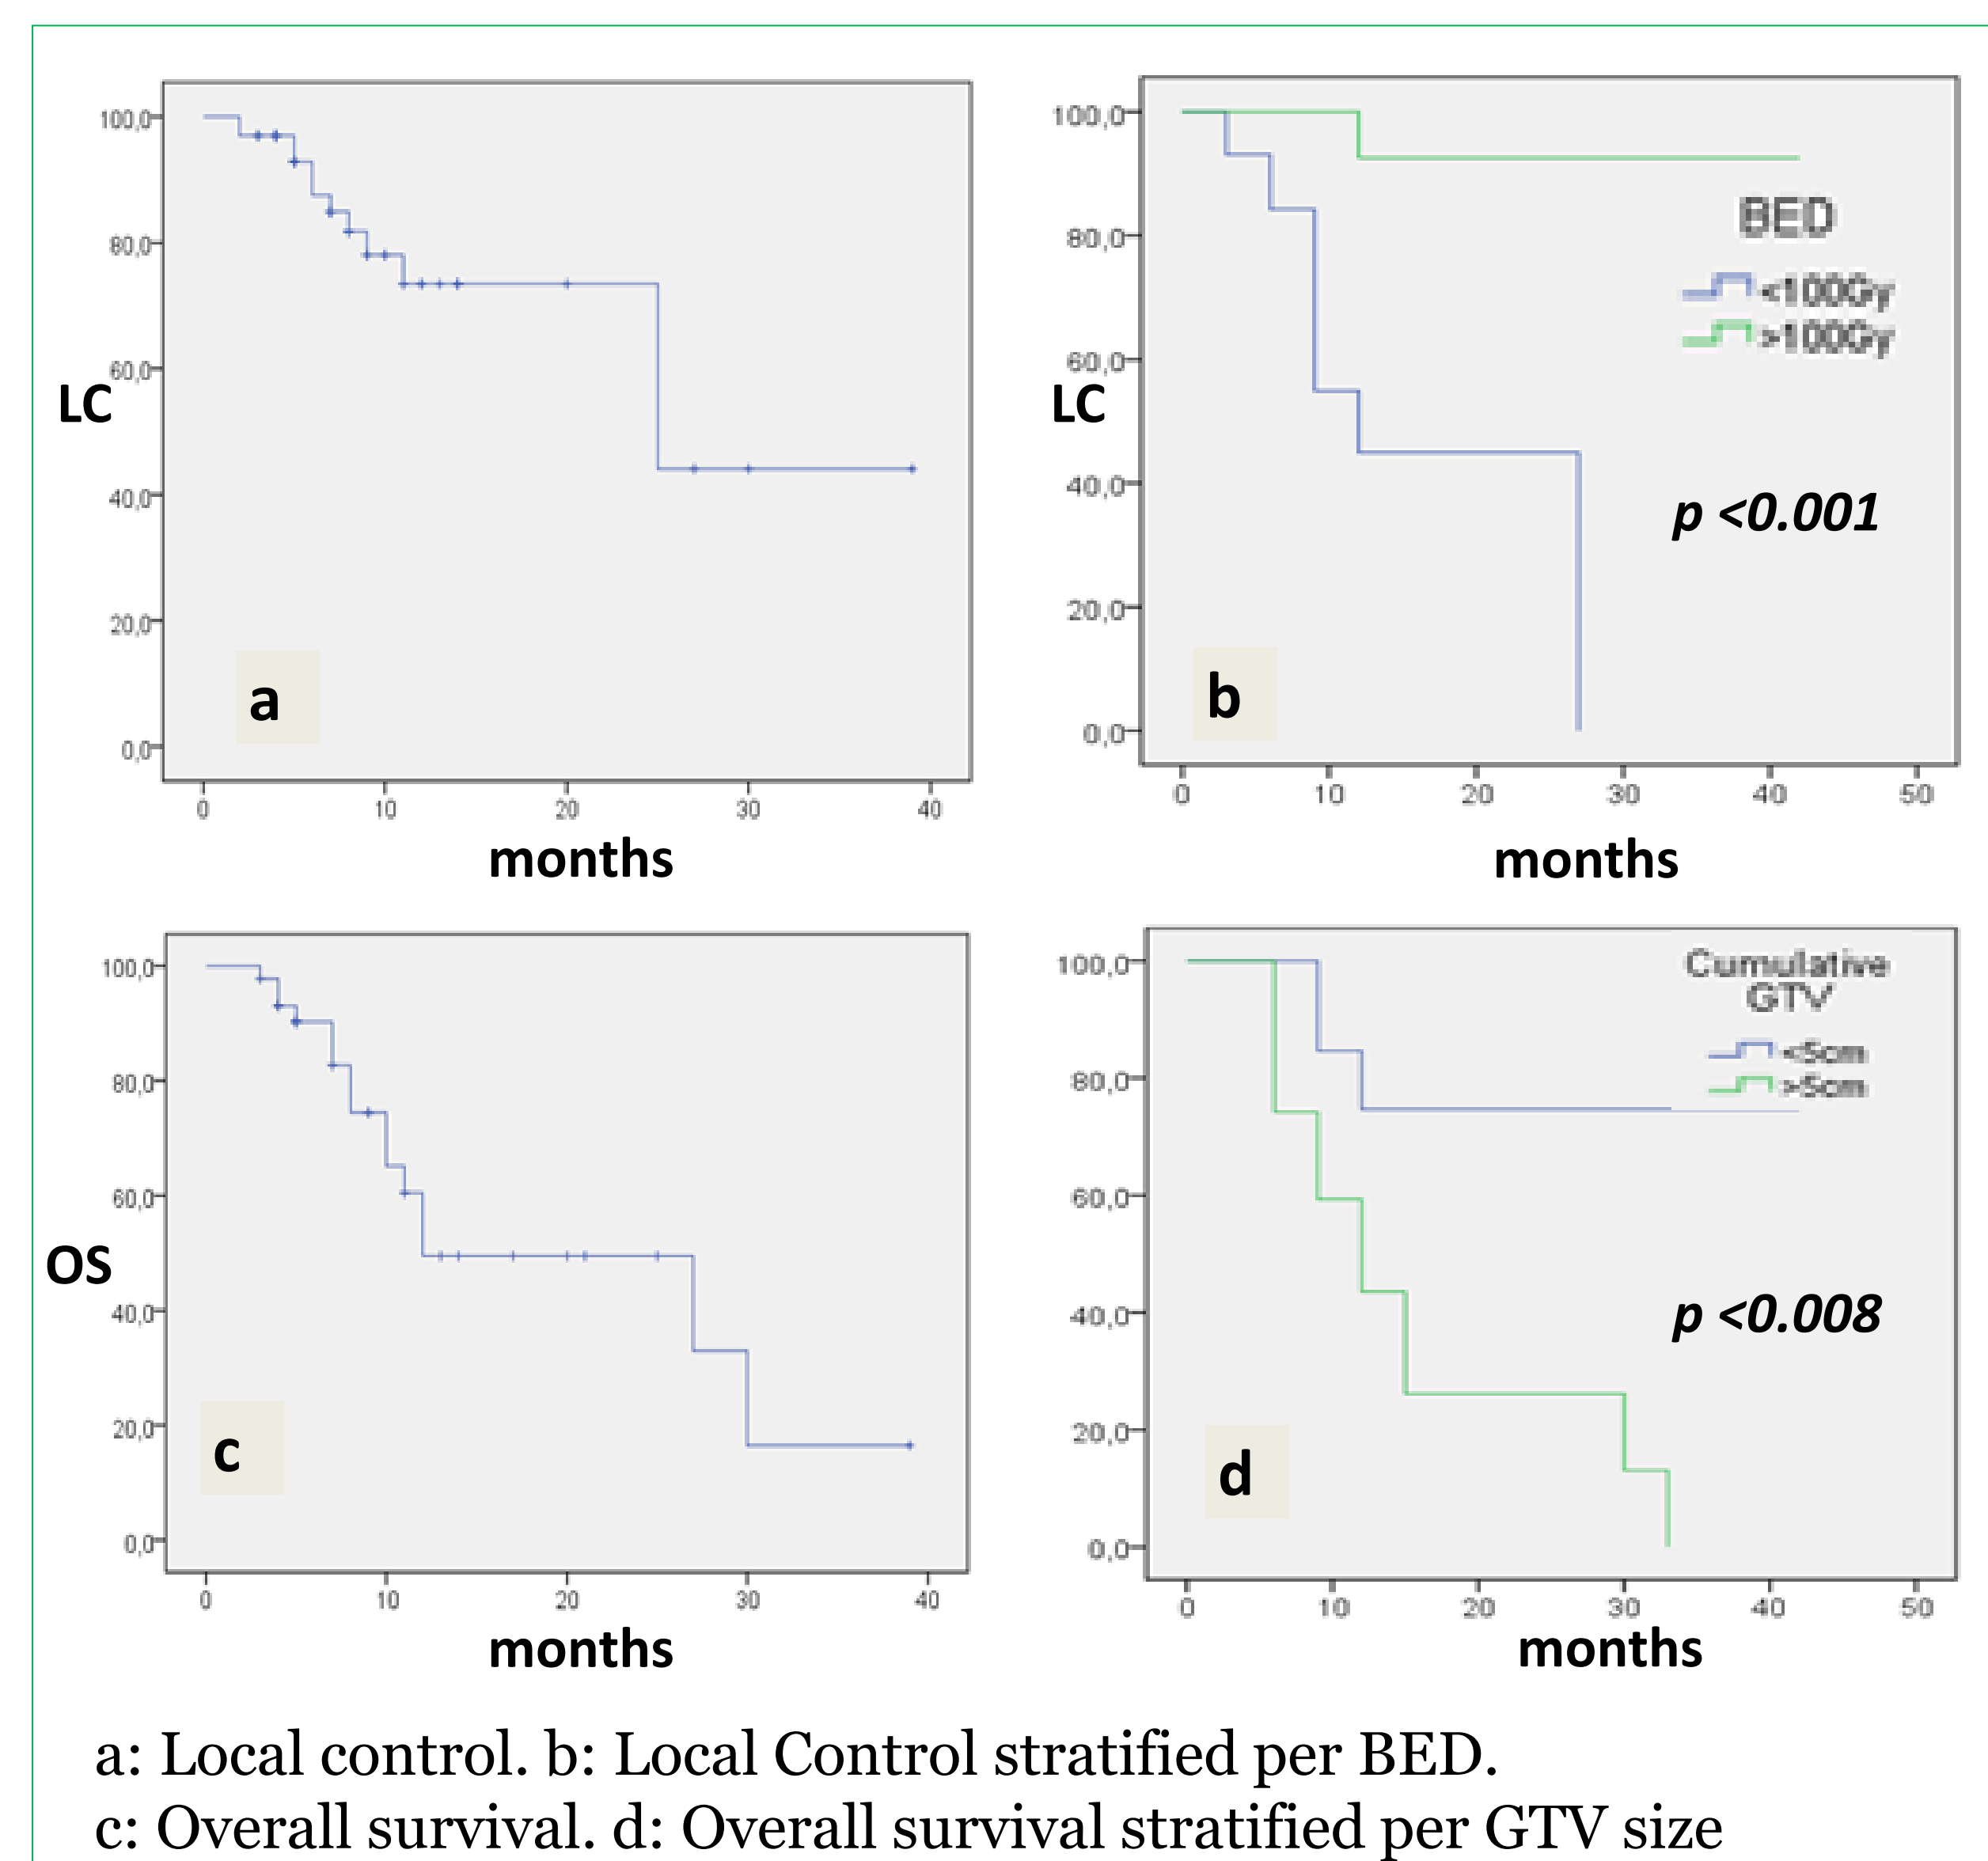 100,0
80,0
60,0
40,0
20,0
0,0
LC
a
0 10 20 30 40
months
100,0
80,0
60,0
40,0
20,0
0,0
LC
BED
<100Gy
>100Gy
p <0.001
b
0 10 20 30 40 50
months
100,0
80,0
60,0
40,0
20,0
0,0
OS
c
0 10 20 30 40
months
100,0
80,0
60,0
40,0
20,0
0,0
Cumulative
GTV
<5cm
>5cm
p <0.008
d
0 10 20 30 40 50
months
a: Local control. b: Local Control stratified per BED.
c: Overall survival. d: Overall survival stratified per GTV size